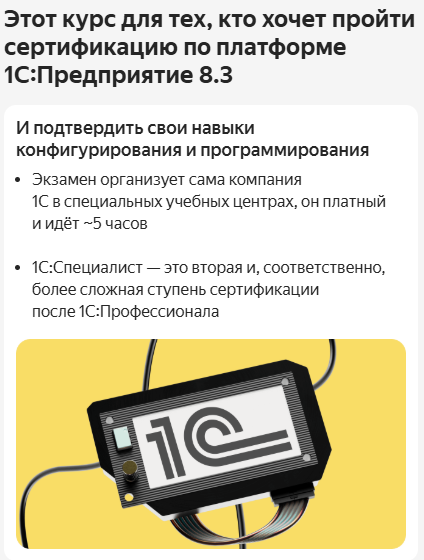 Этот курс для тех, кто хочет пройти
сертификацию по платформе
1С:Предприятие 8.3
И подтвердить свои навыки
конфигурирования и программирования
• Экзамен организует сама компания
1С в специальных учебных центрах, он платный
и идёт ~5 часов
• 1С:Специалист — это вторая и, соответственно,
более сложная ступень сертификации
после 1С:Профессионала
1С